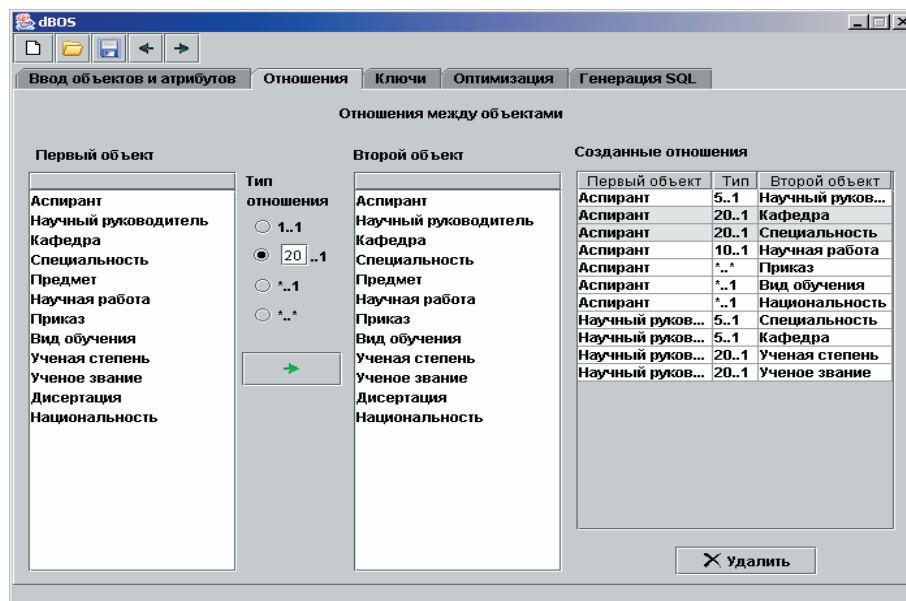 dBOS
Ввод объектов и атрибутов Отношения Ключи Оптимизация Генерация SQL
Отношения между объектами
Первый объект
Аспирант
Научный руководитель
Кафедра
Специальность
Предмет
Научная работа
Приказ
Вид обучения
Ученая степень
Ученое звание
Дисертация
Национальность
Тип
отношения
1..1
20 ..1
*..1
*..*
Второй объект
Аспирант
Научный руководитель
Кафедра
Специальность
Предмет
Научная работа
Приказ
Вид обучения
Ученая степень
Ученое звание
Дисертация
Национальность
Созданные отношения
Первый объект Тип Второй объект
Аспирант 5..1 Научный руков...
Аспирант 20..1 Кафедра
Аспирант 20..1 Специальность
Аспирант 10..1 Научная работа
Аспирант *..* Приказ
Аспирант *..1 Вид обучения
Аспирант *..1 Национальность
Научный руков... 5..1 Специальность
Научный руков... 5..1 Кафедра
Научный руков... 20..1 Ученая степень
Научный руков... 20..1 Ученое звание
Удалить